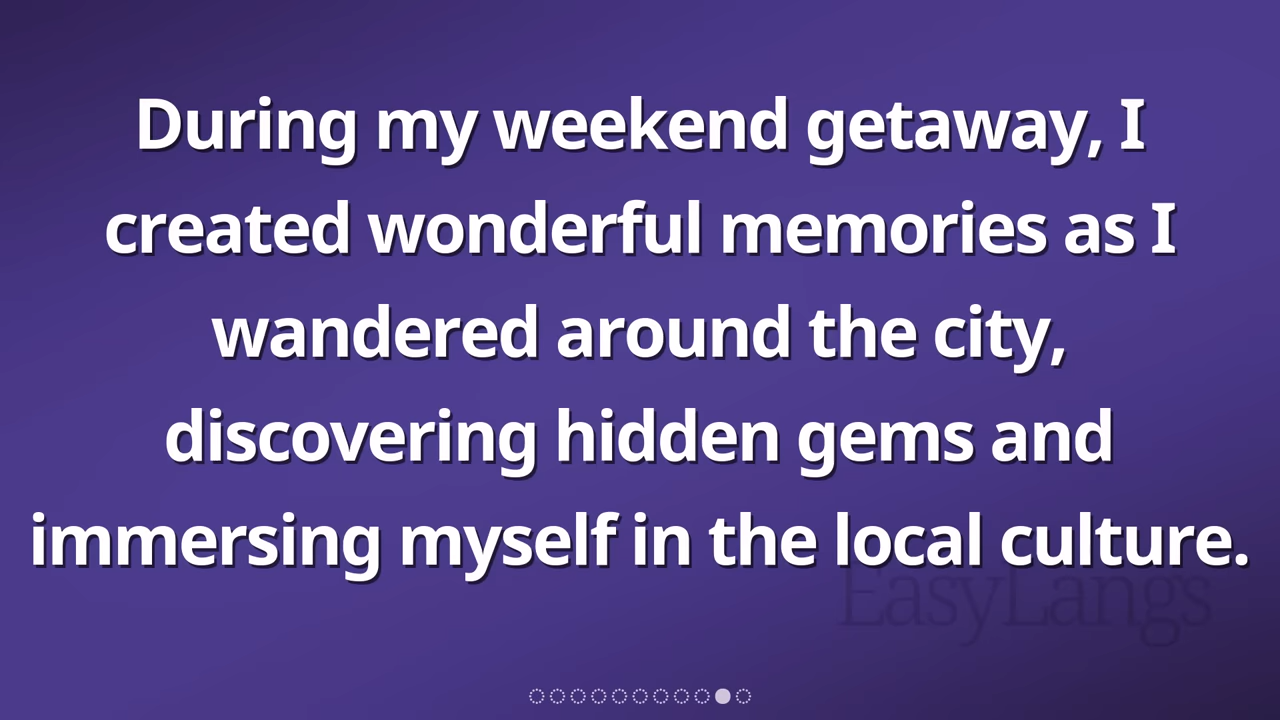 During my weekend getaway, I
created wonderful memories as I
wandered around the city,
discovering hidden gems and
immersing myself in the local culture.
EasyLangs